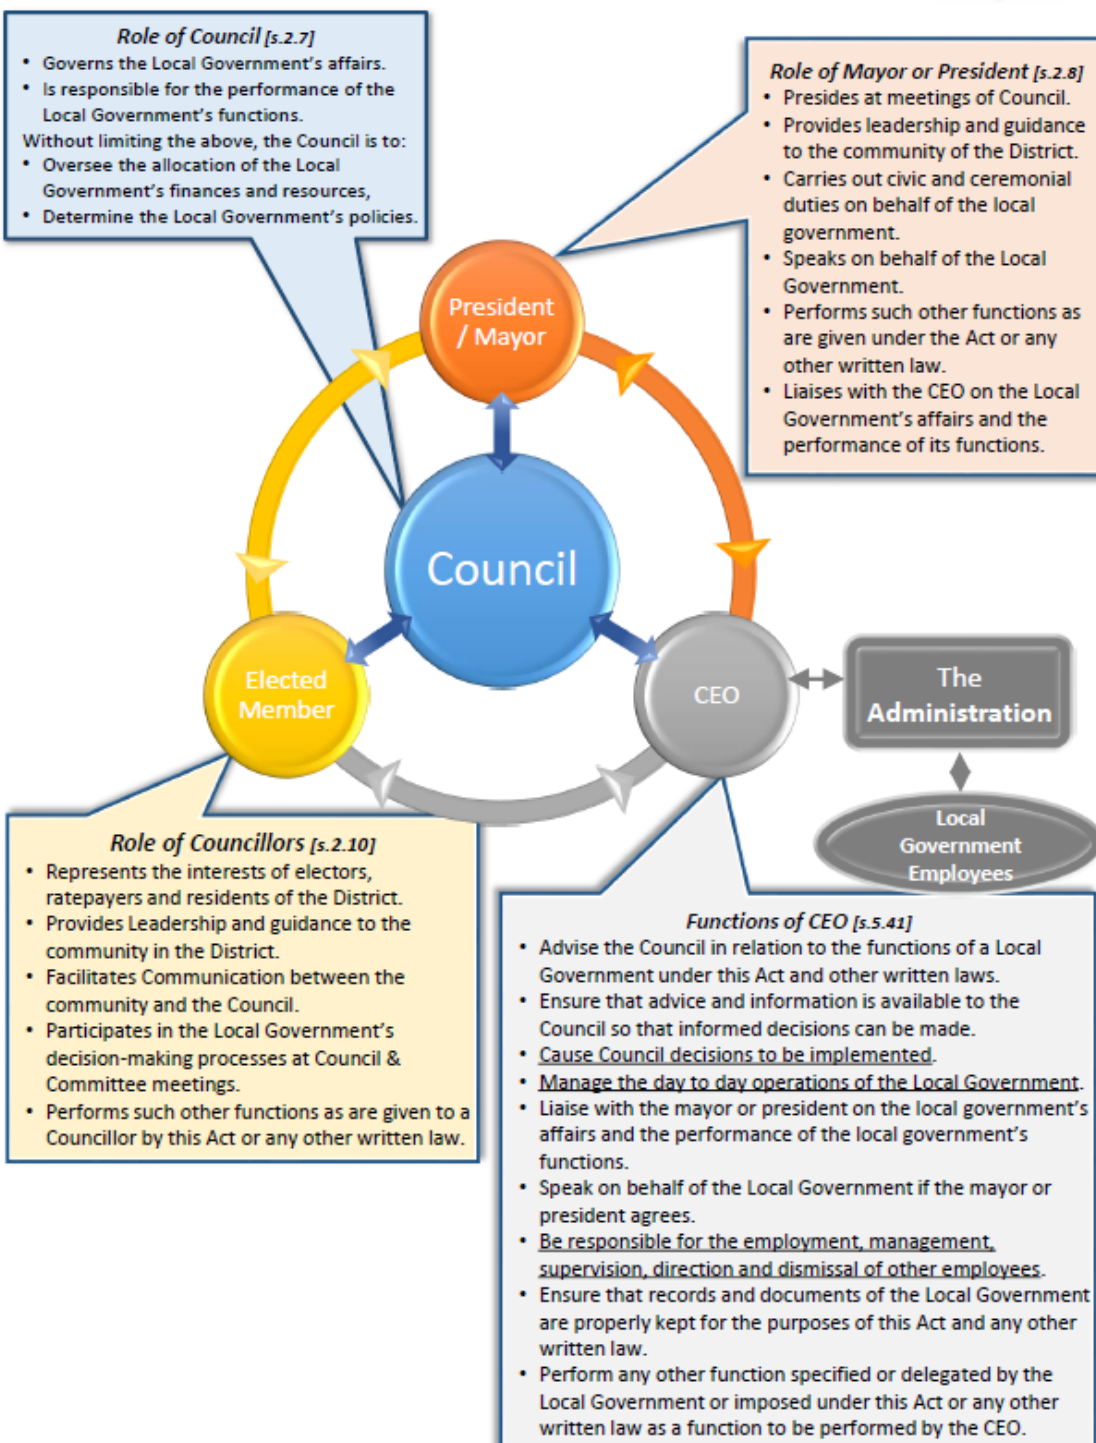 Role of Council [s.2.7]
• Governs the Local Government's affairs.
• Is responsible for the performance of the
Local Government's functions.
Without limiting the above, the Council is to:
• Oversee the allocation of the Local
Government's finances and resources,
• Determine the Local Government's policies.
Role of Mayor or President [s.2.8]
• Presides at meetings of Council.
• Provides leadership and guidance
to the community of the District.
• Carries out civic and ceremonial
duties on behalf of the local
government.
• Speaks on behalf of the Local
Government.
• Performs such other functions as
are given under the Act or any
other written law.
• Liaises with the CEO on the Local
Government's affairs and the
performance of its functions.
President
/ Mayor
Council
Elected
Member
CEO
The
Administration
Local
Government
Employees
Role of Councillors [s.2.10]
• Represents the interests of electors,
ratepayers and residents of the District.
• Provides Leadership and guidance to the
community in the District.
• Facilitates Communication between the
community and the Council.
• Participates in the Local Government's
decision-making processes at Council &
Committee meetings.
• Performs such other functions as are given to a
Councillor by this Act or any other written law.
Functions of CEO [s.5.41]
• Advise the Council in relation to the functions of a Local
Government under this Act and other written laws.
• Ensure that advice and information is available to the
Council so that informed decisions can be made.
• Cause Council decisions to be implemented.
• Manage the day to day operations of the Local Government.
• Liaise with the mayor or president on the local government's
affairs and the performance of the local government's
functions.
• Speak on behalf of the Local Government if the mayor or
president agrees.
• Be responsible for the employment, management,
supervision, direction and dismissal of other employees.
• Ensure that records and documents of the Local Government
are properly kept for the purposes of this Act and any other
written law.
• Perform any other function specified or delegated by the
Local Government or imposed under this Act or any other
written law as a function to be performed by the CEO.